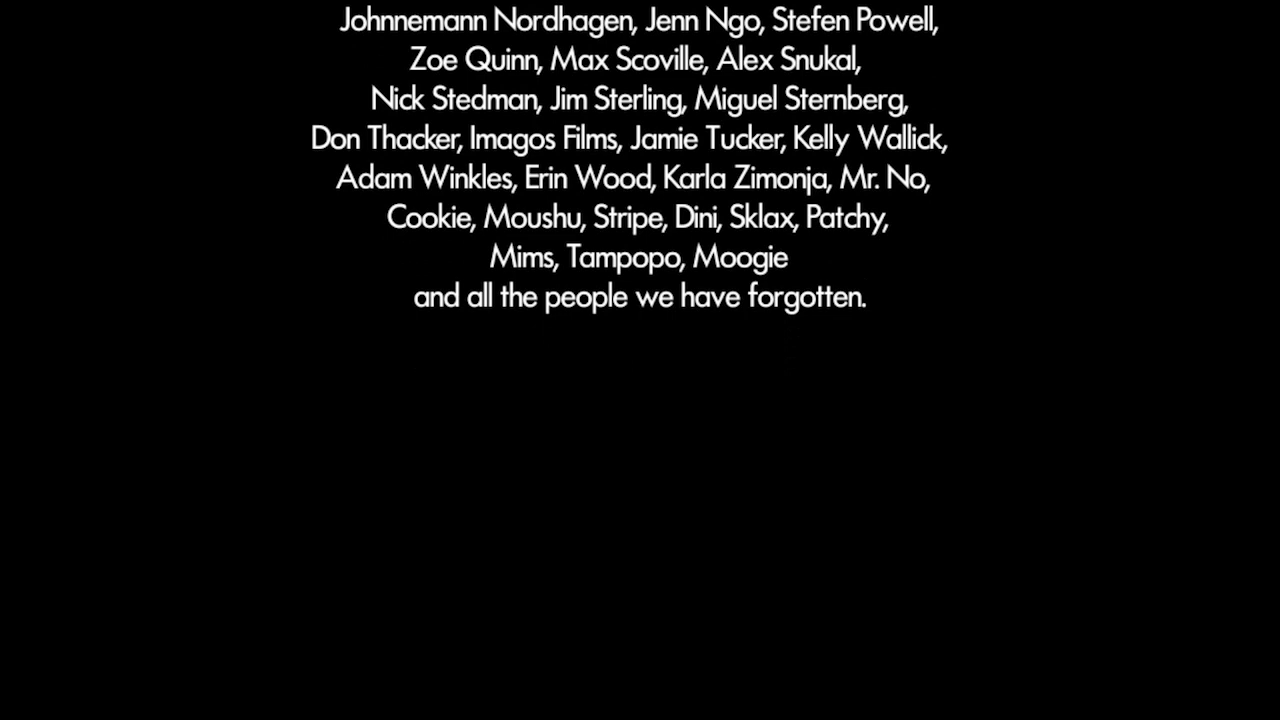 Johnnemann Nordhagen, Jenn Ngo, Stefen Powell,
Zoe Quinn, Max Scoville, Alex Snukal,
Nick Stedman, Jim Sterling, Miguel Sternberg,
Don Thacker, Imagos Films, Jamie Tucker, Kelly Wallick,
Adam Winkles, Erin Wood, Karla Zimonja, Mr. No,
Cookie, Moushu, Stripe, Dini, Sklax, Patchy,
Mims, Tampopo, Moogie
and all the people we have forgotten.